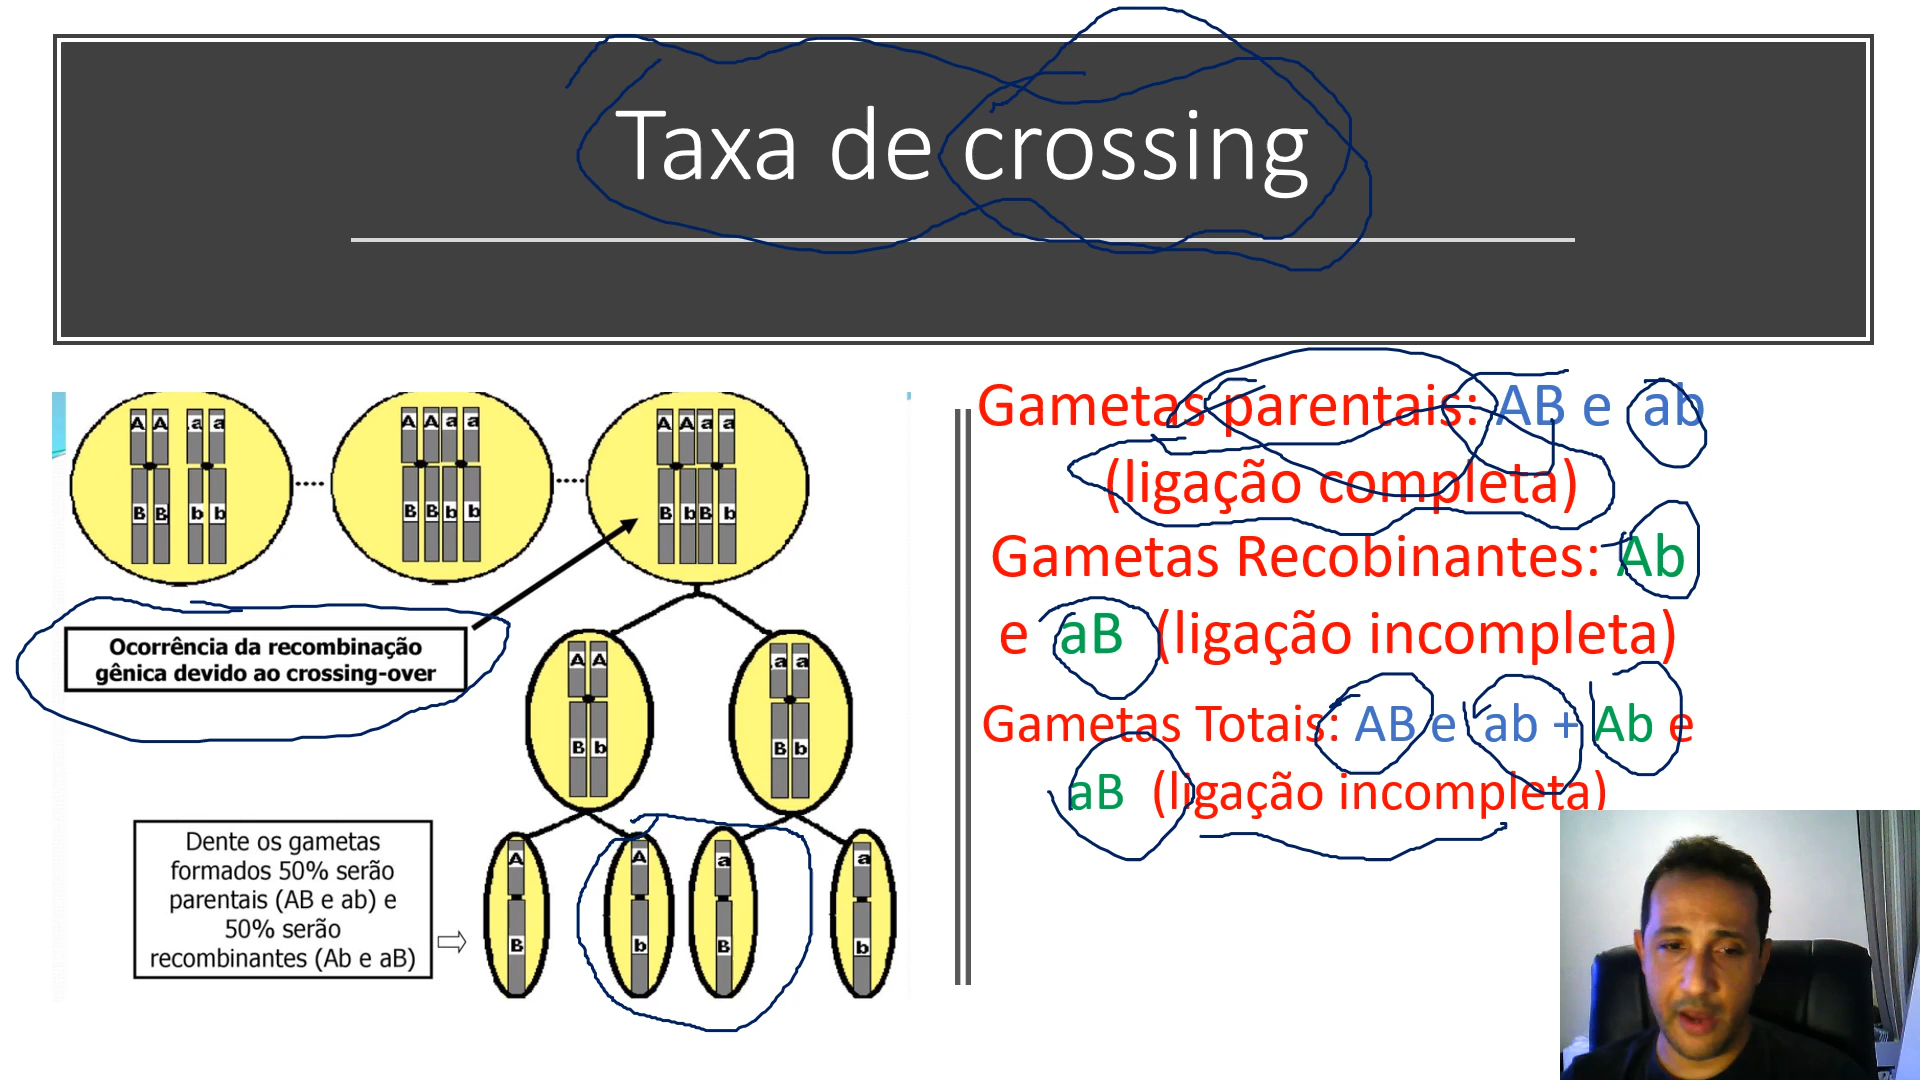 Taxa de crossing
Gametas parentais: AB e ab
(ligação completa)
Gametas Recobinantes: Ab
e aB (ligação incompleta)
Gametas Totais: AB e ab + Ab e
aB (ligação incompleta)
A A a a
B B b b
A A a a
B B b b
A A a a
B b B b
Ocorrência da recombinação
gênica devido ao crossing-over
A A
B b
a a
B b
Dente os gametas
formados 50% serão
parentais (AB e ab) e
50% serão
recombinantes (Ab e aB)
A A a a
B b B b